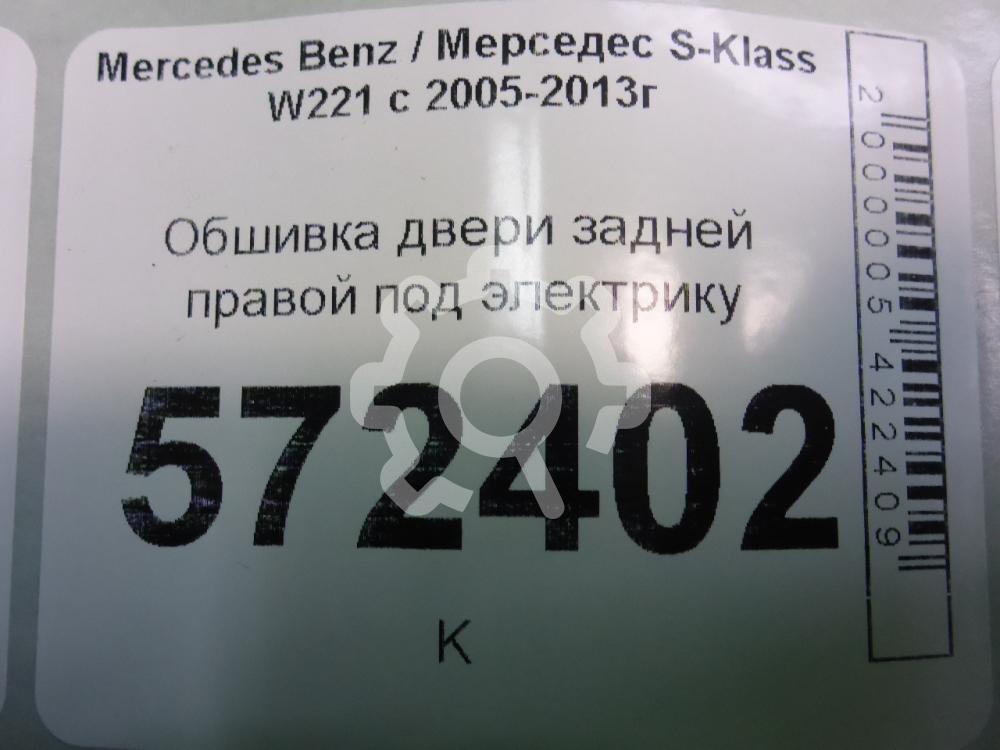 Mercedes Benz / Мерседес S-Klass
W221 с 2005-2013г
Обшивка двери задней
правой под электрику
572402
К
2000005422409